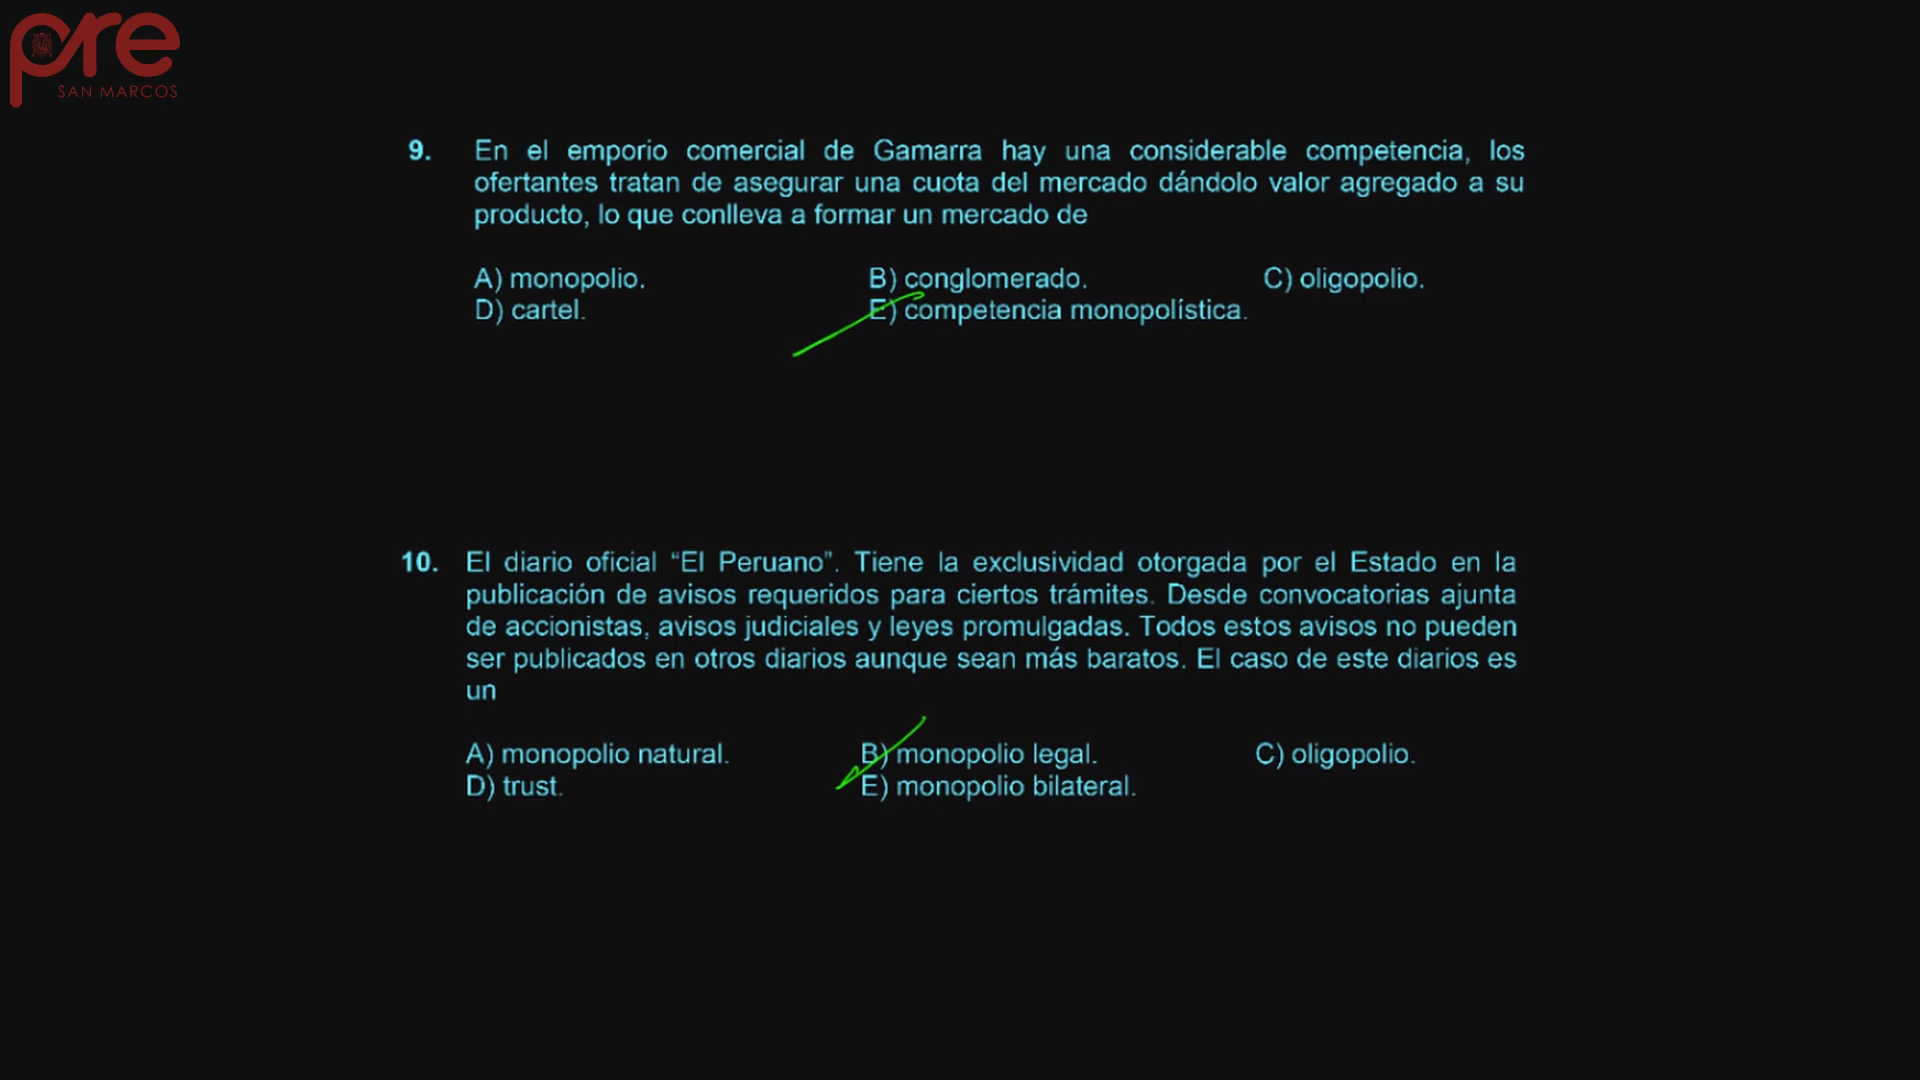 pre
SAN MARCOS
9. En el emporio comercial de Gamarra hay una considerable competencia, los
ofertantes tratan de asegurar una cuota del mercado dándolo valor agregado a su
producto, lo que conlleva a formar un mercado de
A) monopolio. B) conglomerado. C) oligopolio.
D) cartel. E) competencia monopolística.
10. El diario oficial “El Peruano”. Tiene la exclusividad otorgada por el Estado en la
publicación de avisos requeridos para ciertos trámites. Desde convocatorias ajunta
de accionistas, avisos judiciales y leyes promulgadas. Todos estos avisos no pueden
ser publicados en otros diarios aunque sean más baratos. El caso de este diarios es
un
A) monopolio natural. B) monopolio legal. C) oligopolio.
D) trust. E) monopolio bilateral.